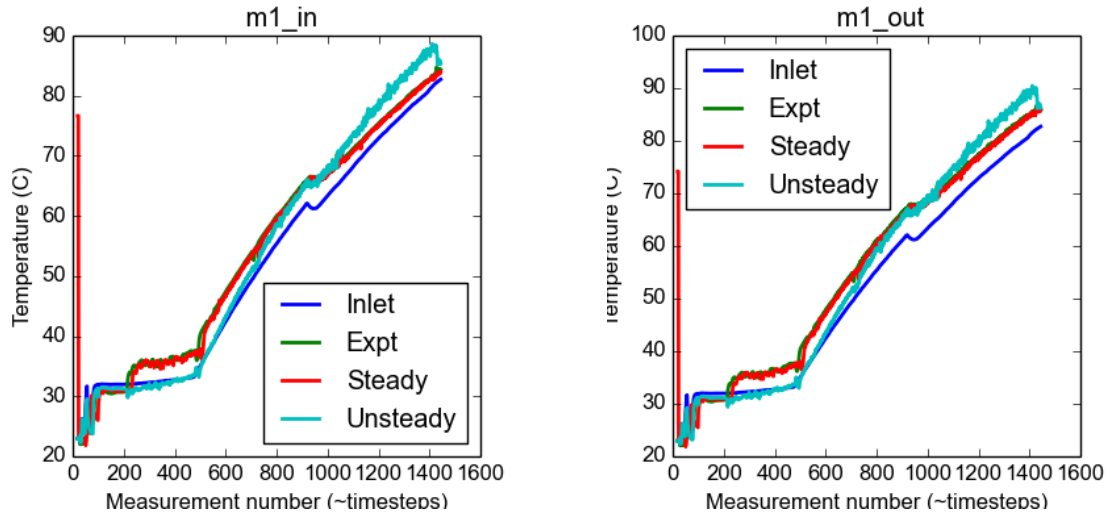 m1_in
90
80
70
60
50
40
30
20
Temperature (C)
Inlet
Expt
Steady
Unsteady
0 200 400 600 800 1000 1200 1400 1600
Measurement number (~timesteps)
m1_out
100
90
80
70
60
50
40
30
20
Temperature (C)
Inlet
Expt
Steady
Unsteady
0 200 400 600 800 1000 1200 1400 1600
Measurement number (~timesteps)